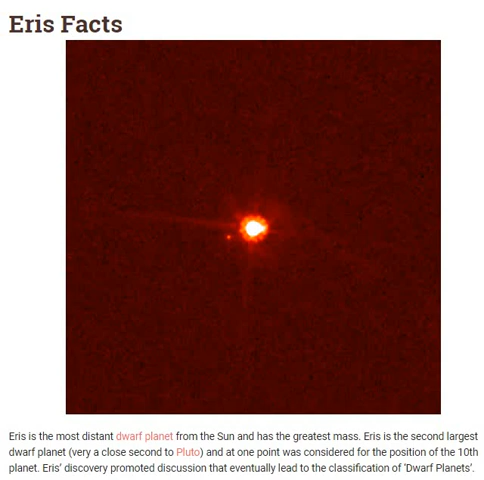 Eris Facts
Eris is the most distant dwarf planet from the Sun and has the greatest mass. Eris is the second largest
dwarf planet (very a close second to Pluto) and at one point was considered for the position of the 10th
planet. Eris’ discovery promoted discussion that eventually lead to the classification of ‘Dwarf Planets’.